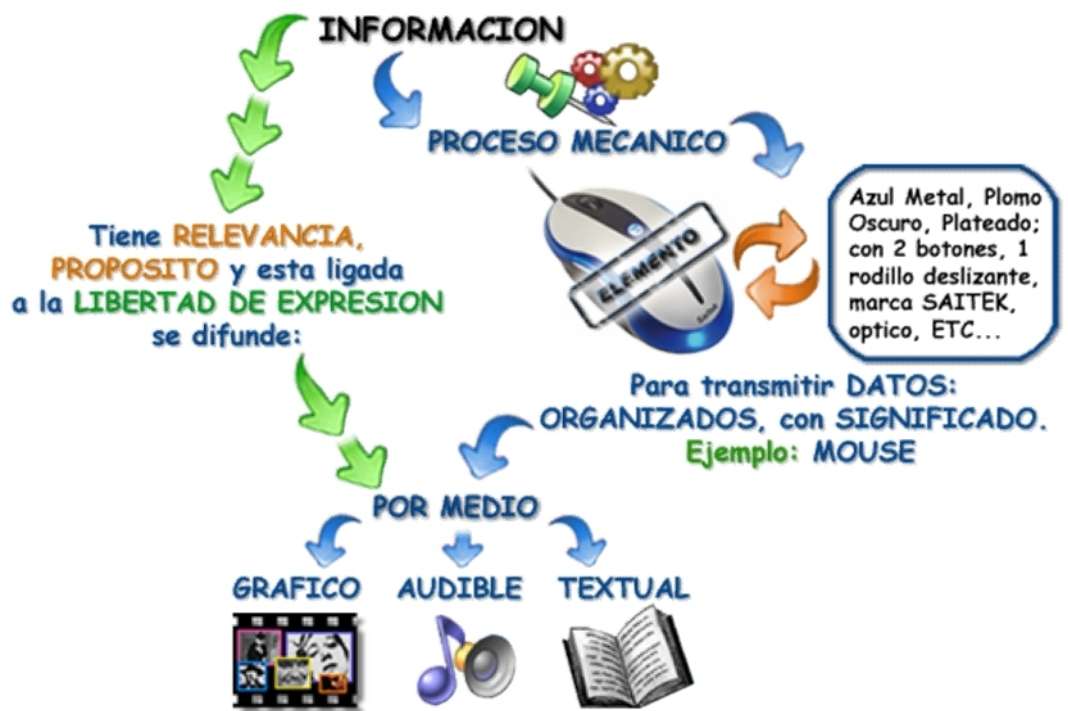 INFORMACION
PROCESO MECANICO
Tiene RELEVANCIA,
PROPOSITO y esta ligada
a la LIBERTAD DE EXPRESION
se difunde:
ELEMENTO
Saitek
Azul Metal, Plomo
Oscuro, Plateado;
con 2 botones, 1
rodillo deslizante,
marca SAITEK,
optico, ETC...
Para transmitir DATOS:
ORGANIZADOS, con SIGNIFICADO.
Ejemplo: MOUSE
POR MEDIO
GRAFICO
AUDIBLE
TEXTUAL